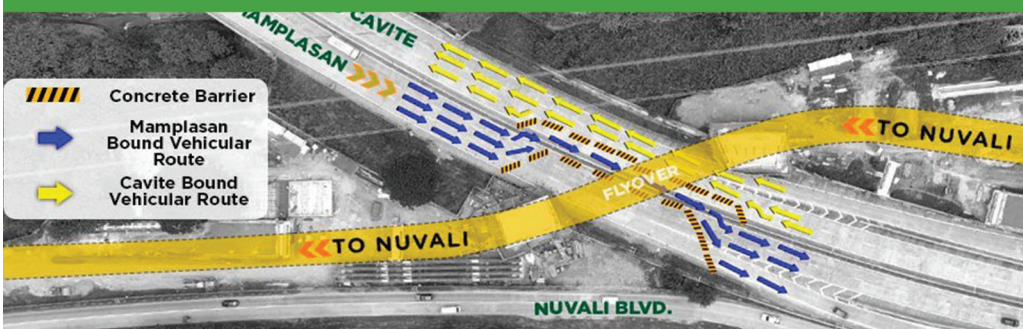 CAVITE
MAMPLASAN
Concrete Barrier
Mamplasan
Bound Vehicular
Route
Cavite Bound
Vehicular Route
TO NUVALI
FLYOVER
TO NUVALI
NUVALI BLVD.